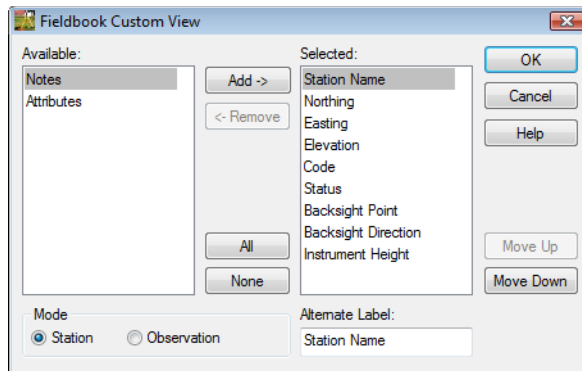 Fieldbook Custom View
Available:
Notes
Attributes
Add ->
<- Remove
All
None
Selected:
Station Name
Northing
Easting
Elevation
Code
Status
Backsight Point
Backsight Direction
Instrument Height
OK
Cancel
Help
Move Up
Move Down
Mode
Station
Observation
Alternate Label:
Station Name